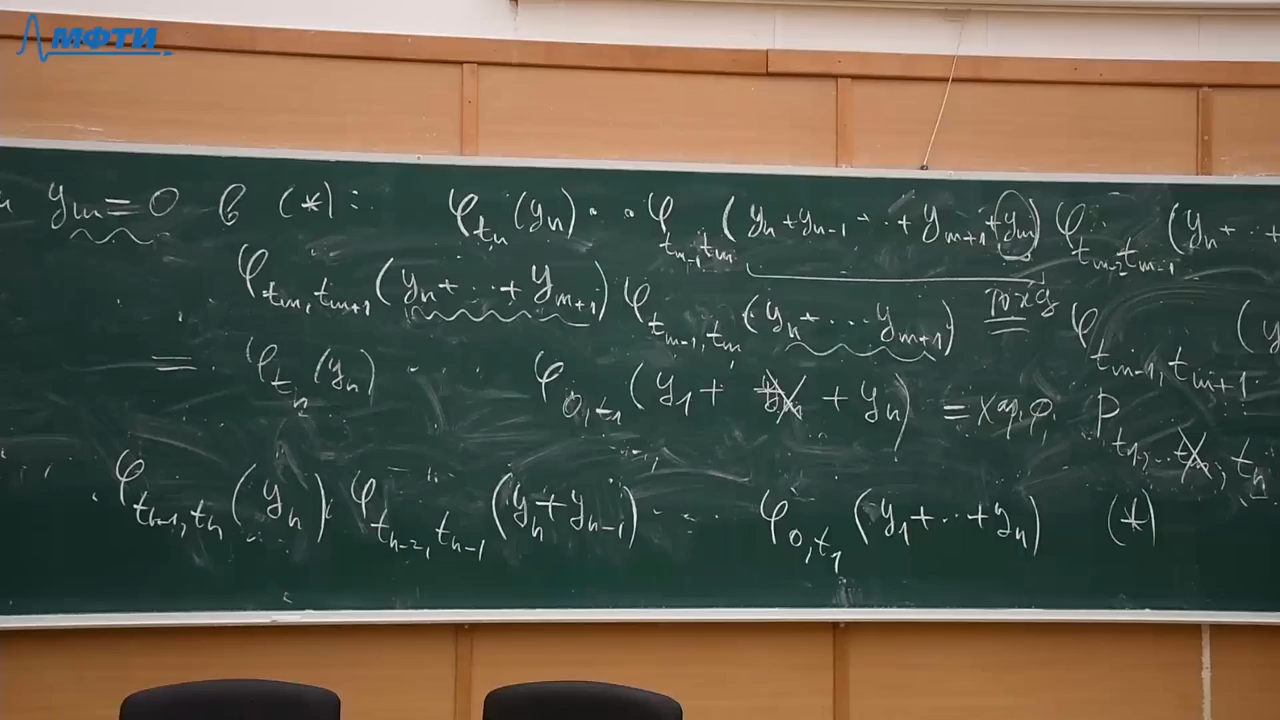 МФТИ
y_m = 0 в (*): φ_{t_n}(y_n) · · φ_{t_{m-1}, t_m}(y_n + y_{n-1} · · + y_{m+1} + y_m) φ_{t_{m-2}, t_{m-1}}(y_n · · +
φ_{t_m, t_{m+1}}(y_n + · · + y_{m+1}) φ_{t_{m-1}, t_m}(y_n + · · · y_{m+1}) = φ_{t_{m-1}, t_{m+1}} (y
= φ_{t_n}(y_n) · · · · φ_{0, t_1}(y_1 + + y_n) = хар. φ. P_{t_1, ... , t_n}
φ_{t_{n-1}, t_n}(y_n) · φ_{t_{n-2}, t_{n-1}}(y_n + y_{n-1}) · · · · φ_{0, t_1}(y_1 + · · + y_n) (*)